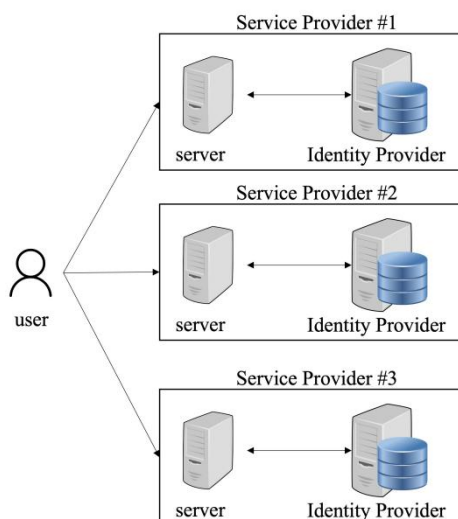 Service Provider #1
server
Identity Provider
Service Provider #2
server
Identity Provider
user
Service Provider #3
server
Identity Provider